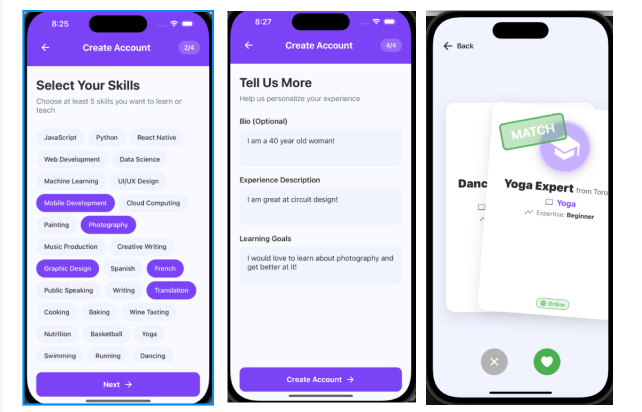 8:25
Create Account
2/4
Select Your Skills
Choose at least 5 skills you want to learn or
teach
JavaScript Python React Native
Web Development Data Science
Machine Learning UI/UX Design
Mobile Development Cloud Computing
Painting Photography
Music Production Creative Writing
Graphic Design Spanish French
Public Speaking Writing Translation
Cooking Baking Wine Tasting
Nutrition Basketball Yoga
Swimming Running Dancing
Next →
8:27
Create Account
4/4
Tell Us More
Help us personalize your experience
Bio (Optional)
I am a 40 year old woman!
Experience Description
I am great at circuit design!
Learning Goals
I would love to learn about photography and
get better at it!
Create Account →
← Back
MATCH
Danc
Yoga Expert from Toro
Yoga
Expertise: Beginner
Online